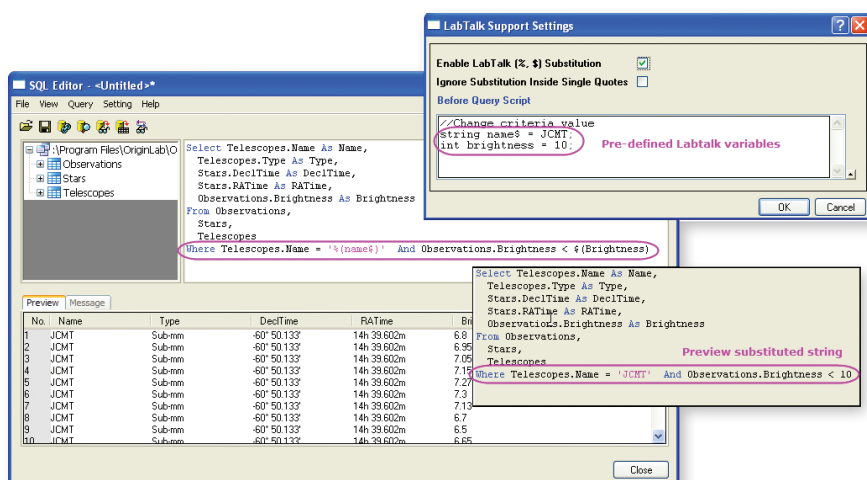 LabTalk Support Settings
Enable LabTalk (%, $) Substitution
Ignore Substitution Inside Single Quotes
Before Query Script
//Change criteria value
string name$ = JCMT;
int brightness = 10;
Pre-defined Labtalk variables
OK Cancel
SQL Editor - <Untitled>*
File View Query Setting Help
:\Program Files\OriginLab\O
Observations
Stars
Telescopes
Select Telescopes.Name As Name,
Telescopes.Type As Type,
Stars.DeclTime As DeclTime,
Stars.RATime As RATime,
Observations.Brightness As Brightness
From Observations,
Stars,
Telescopes
Where Telescopes.Name = '%(name$)' And Observations.Brightness < $(Brightness)
Select Telescopes.Name As Name,
Telescopes.Type As Type,
Stars.DeclTime As DeclTime,
Stars.RATime As RATime,
Observations.Brightness As Brightness
From Observations,
Stars,
Telescopes
Preview substituted string
Where Telescopes.Name = 'JCMT' And Observations.Brightness < 10
Preview Message
No. Name Type DeclTime RATime Bri
1 JCMT Sub-mm -60° 50.133' 14h 39.602m 6.8
2 JCMT Sub-mm -60° 50.133' 14h 39.602m 6.95
3 JCMT Sub-mm -60° 50.133' 14h 39.602m 7.05
4 JCMT Sub-mm -60° 50.133' 14h 39.602m 7.15
5 JCMT Sub-mm -60° 50.133' 14h 39.602m 7.27
6 JCMT Sub-mm -60° 50.133' 14h 39.602m 7.3
7 JCMT Sub-mm -60° 50.133' 14h 39.602m 7.13
8 JCMT Sub-mm -60° 50.133' 14h 39.602m 6.7
9 JCMT Sub-mm -60° 50.133' 14h 39.602m 6.5
10 JCMT Sub-mm -60° 50.133' 14h 39.602m 6.65
Close